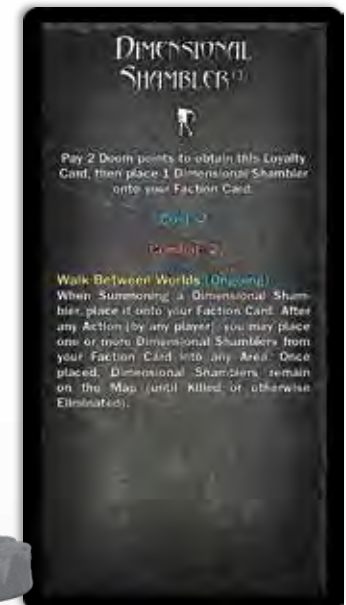 DIMENSIONAL
SHAMBLER
Pay 2 Doom points to obtain this Loyalty
Card, then place 1 Dimensional Shambler
onto your Faction Card.
Cost 2
Combat 2
Walk Between Worlds (Ongoing)
When Summoning a Dimensional Sham-
bler, place it onto your Faction Card. After
any Action (by any player) you may place
one or more Dimensional Shamblers from
your Faction Card into any Area. Once
placed, Dimensional Shamblers remain
on the Map (until Killed or otherwise
Eliminated).